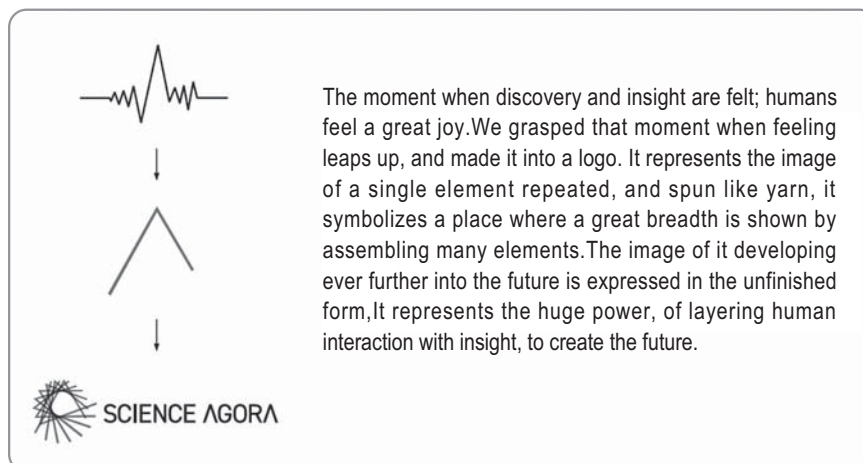 The moment when discovery and insight are felt; humans
feel a great joy.We grasped that moment when feeling
leaps up, and made it into a logo. It represents the image
of a single element repeated, and spun like yarn, it
symbolizes a place where a great breadth is shown by
assembling many elements.The image of it developing
ever further into the future is expressed in the unfinished
form,It represents the huge power, of layering human
interaction with insight, to create the future.
SCIENCE AGORA